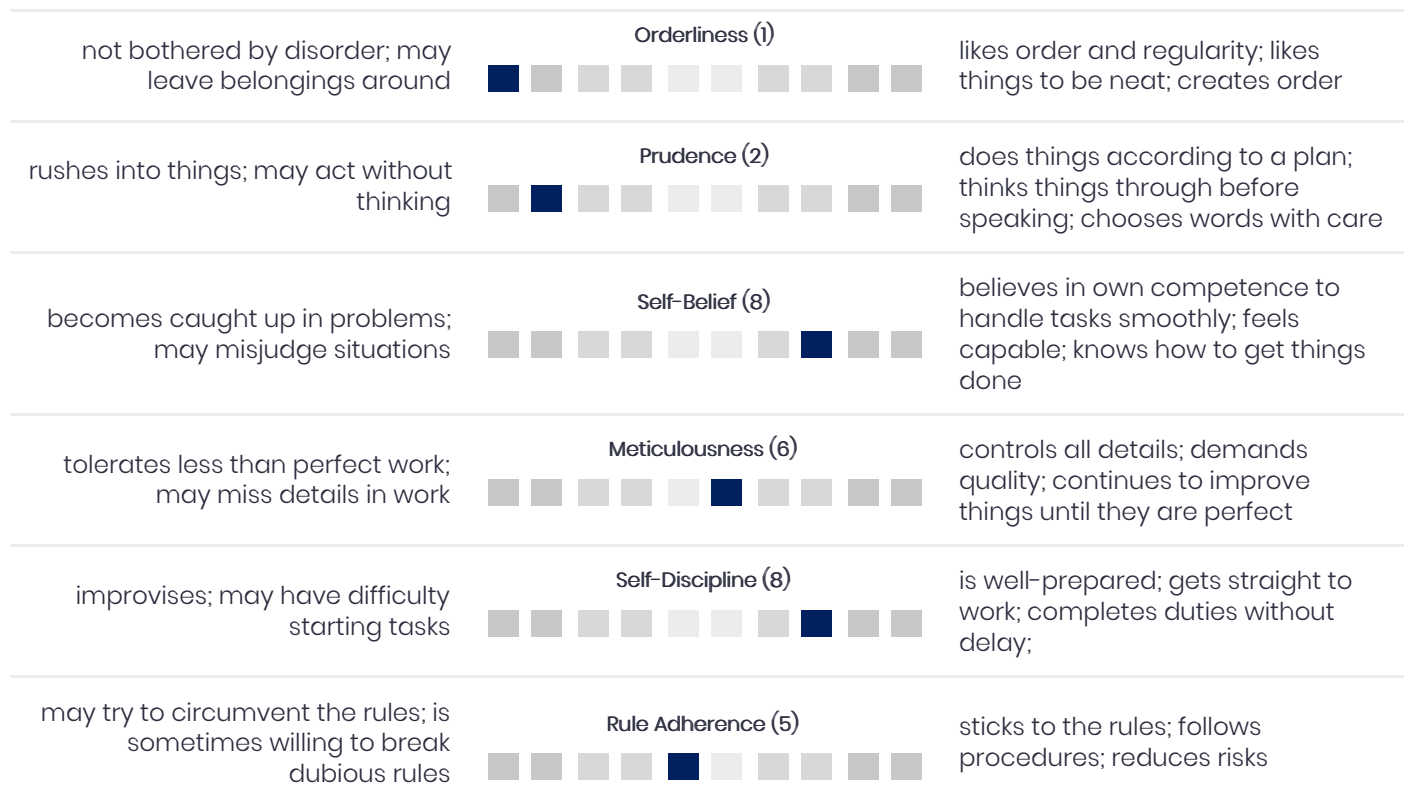 Orderliness (1)
not bothered by disorder; may
leave belongings around
likes order and regularity; likes
things to be neat; creates order
Prudence (2)
rushes into things; may act without
thinking
does things according to a plan;
thinks things through before
speaking; chooses words with care
Self-Belief (8)
becomes caught up in problems;
may misjudge situations
believes in own competence to
handle tasks smoothly; feels
capable; knows how to get things
done
Meticulousness (6)
tolerates less than perfect work;
may miss details in work
controls all details; demands
quality; continues to improve
things until they are perfect
Self-Discipline (8)
improvises; may have difficulty
starting tasks
is well-prepared; gets straight to
work; completes duties without
delay;
Rule Adherence (5)
may try to circumvent the rules; is
sometimes willing to break
dubious rules
sticks to the rules; follows
procedures; reduces risks